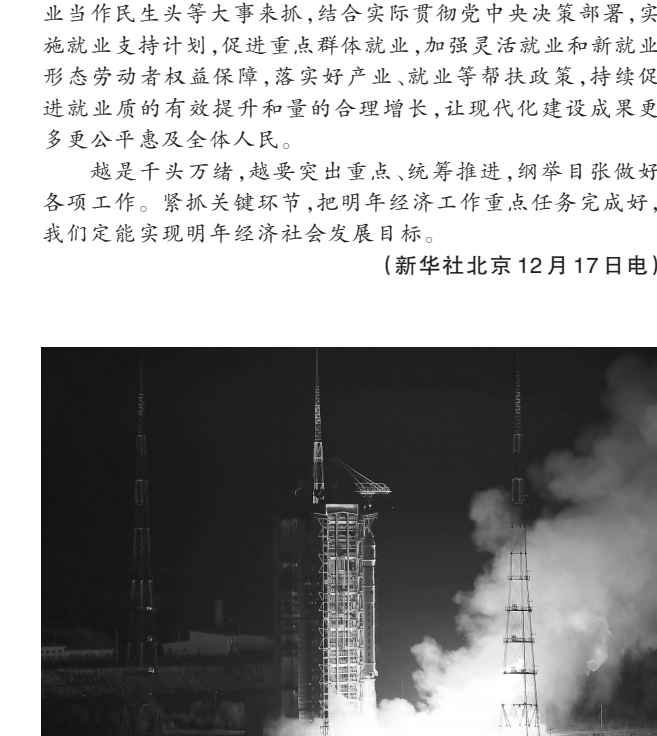 业当作民生头等大事来抓，结合实际贯彻党中央决策部署，实
施就业支持计划，促进重点群体就业，加强灵活就业和新就业
形态劳动者权益保障，落实好产业、就业等帮扶政策，持续促
进就业质的有效提升和量的合理增长，让现代化建设成果更
多更公平惠及全体人民。
越是千头万绪，越要突出重点、统筹推进，纲举目张做好
各项工作。紧抓关键环节，把明年经济工作重点任务完成好，
我们定能实现明年经济社会发展目标。
（新华社北京12月17日电）